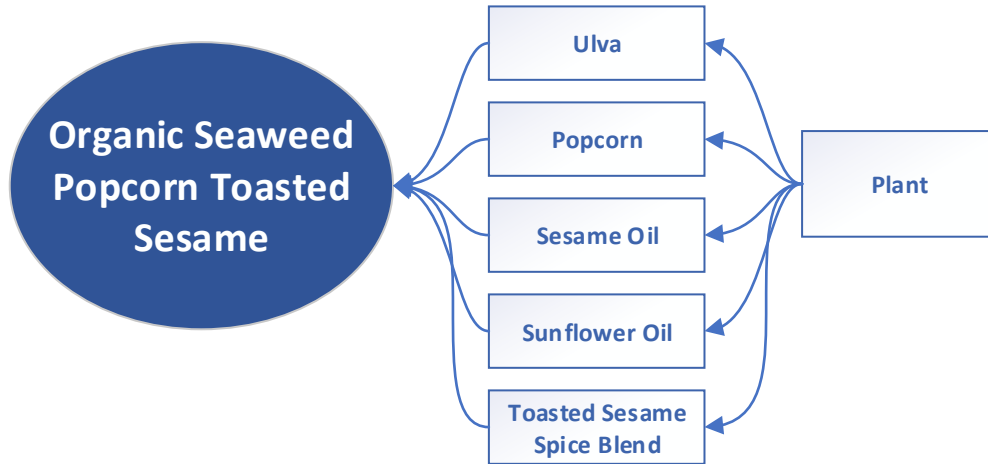 Organic Seaweed
Popcorn Toasted
Sesame
Ulva
Popcorn
Sesame Oil
Sunflower Oil
Toasted Sesame
Spice Blend
Plant